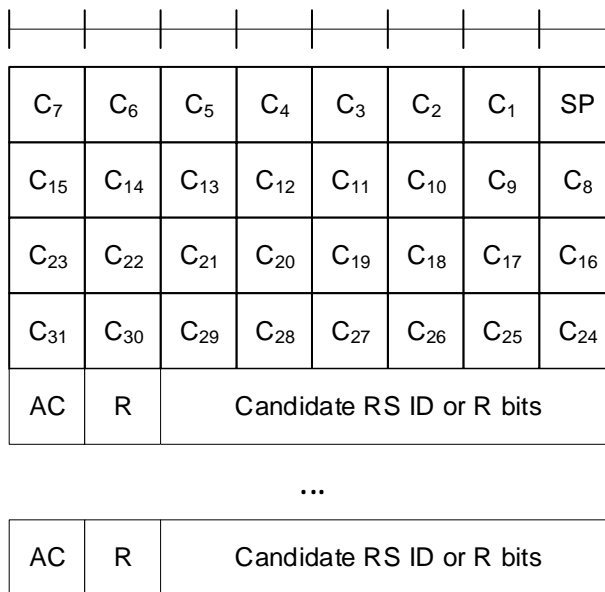 C7 C6 C5 C4 C3 C2 C1 SP
C15 C14 C13 C12 C11 C10 C9 C8
C23 C22 C21 C20 C19 C18 C17 C16
C31 C30 C29 C28 C27 C26 C25 C24
AC R Candidate RS ID or R bits
...
AC R Candidate RS ID or R bits